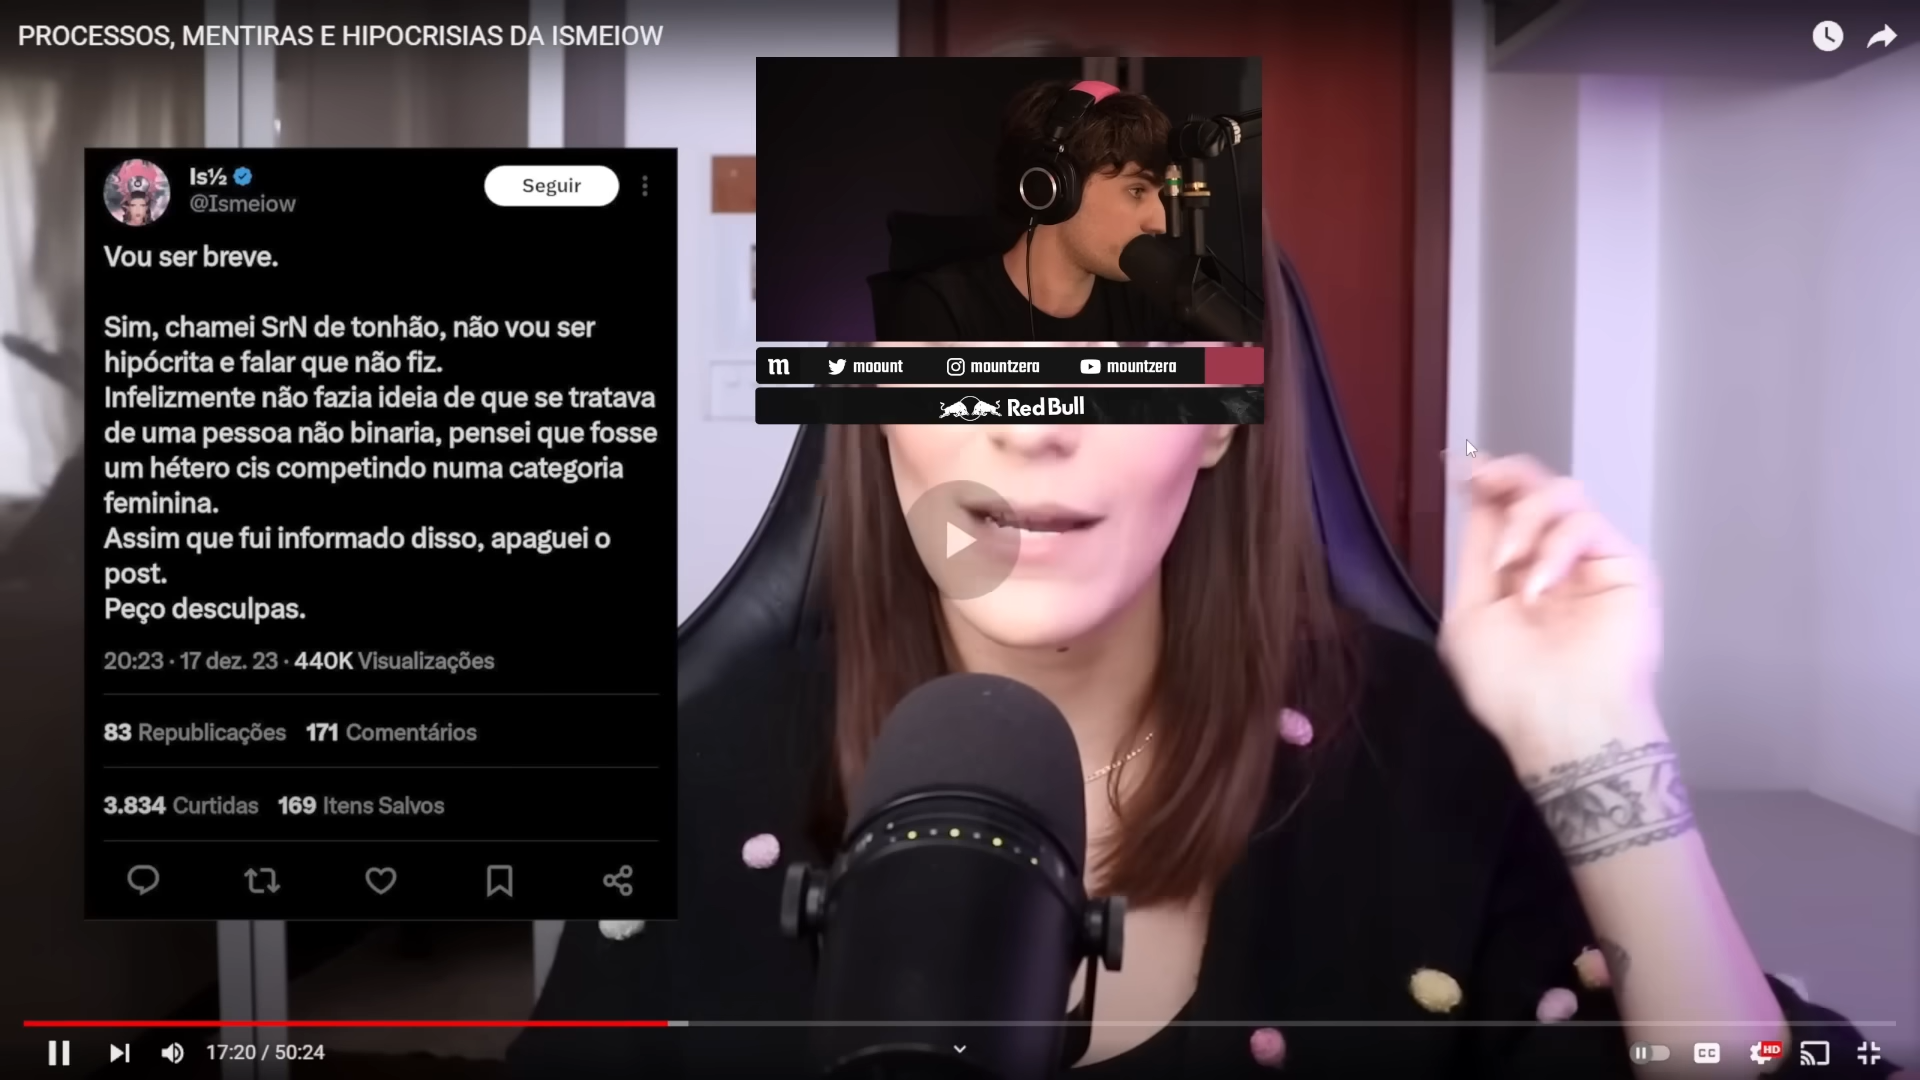 PROCESSOS, MENTIRAS E HIPOCRISIAS DA ISMEIOW
Is½
Seguir
@Ismeiow
Vou ser breve.
Sim, chamei SrN de tonhão, não vou ser
hipócrita e falar que não fiz.
Infelizmente não fazia ideia de que se tratava
de uma pessoa não binaria, pensei que fosse
um hétero cis competindo numa categoria
feminina.
Assim que fui informado disso, apaguei o
post.
Peço desculpas.
20:23 · 17 dez. 23 · 440K Visualizações
83 Republicações 171 Comentários
3.834 Curtidas 169 Itens Salvos
m moount mountzera mountzera
Red Bull
17:20 / 50:24
CC
HD